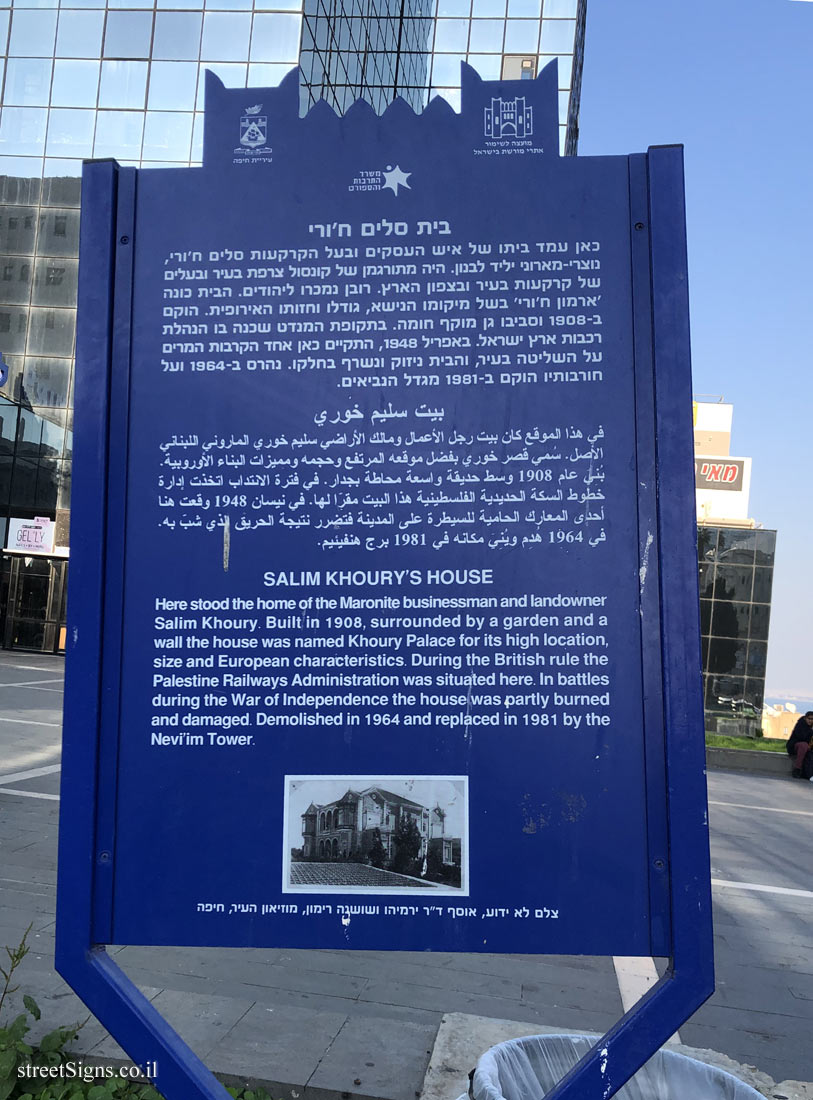 עיריית חיפה
מועצה לשימור
אתרי מורשת בישראל
משרד
התרבות
והספורט
בית סלים ח'ורי
כאן עמד ביתו של איש העסקים ובעל הקרקעות סלים ח'ורי,
נוצרי-מארוני יליד לבנון. היה מתורגמן של קונסול צרפת בעיר ובעלים
של קרקעות בעיר ובצפון הארץ. רובן נמכרו ליהודים. הבית כונה
'ארמון ח'ורי' בשל מיקומו הנישא, גודלו וחזותו האירופית. הוקם
ב-1908 וסביבו גן מוקף חומה. בתקופת המנדט שכנה בו הנהלת
רכבות ארץ ישראל. באפריל 1948, התקיים כאן אחד הקרבות המרים
על השליטה בעיר, והבית ניזוק ונשרף בחלקו. נהרס ב-1964 ועל
חורבותיו הוקם ב-1981 מגדל הנביאים.
بيت سليم خوري
في هذا الموقع كان بيت رجل الأعمال ومالك الأراضي سليم خوري الماروني اللبناني
الأصل. سُمي قصر خوري بفضل موقعه المرتفع وحجمه ومميزات البناء الأوروبية.
بُني عام 1908 وسط حديقة واسعة محاطة بجدار. في فترة الانتداب اتخذت إدارة
خطوط السكة الحديدية الفلسطينية هذا البيت مقرًا لها. في نيسان 1948 وقعت هنا
أحدى المعارك الحامية للسيطرة على المدينة فتضرر نتيجة الحريق الذي شب به.
في 1964 هدم وبني مكانه في 1981 برج هنفيئيم.
SALIM KHOURY'S HOUSE
Here stood the home of the Maronite businessman and landowner
Salim Khoury. Built in 1908, surrounded by a garden and a
wall the house was named Khoury Palace for its high location,
size and European characteristics. During the British rule the
Palestine Railways Administration was situated here. In battles
during the War of Independence the house was partly burned
and damaged. Demolished in 1964 and replaced in 1981 by the
Nevi'im Tower.
צלם לא ידוע, אוסף ד"ר ירמיהו ושושנה רימון, מוזיאון העיר, חיפה
GEL'LY
streetSigns.co.il